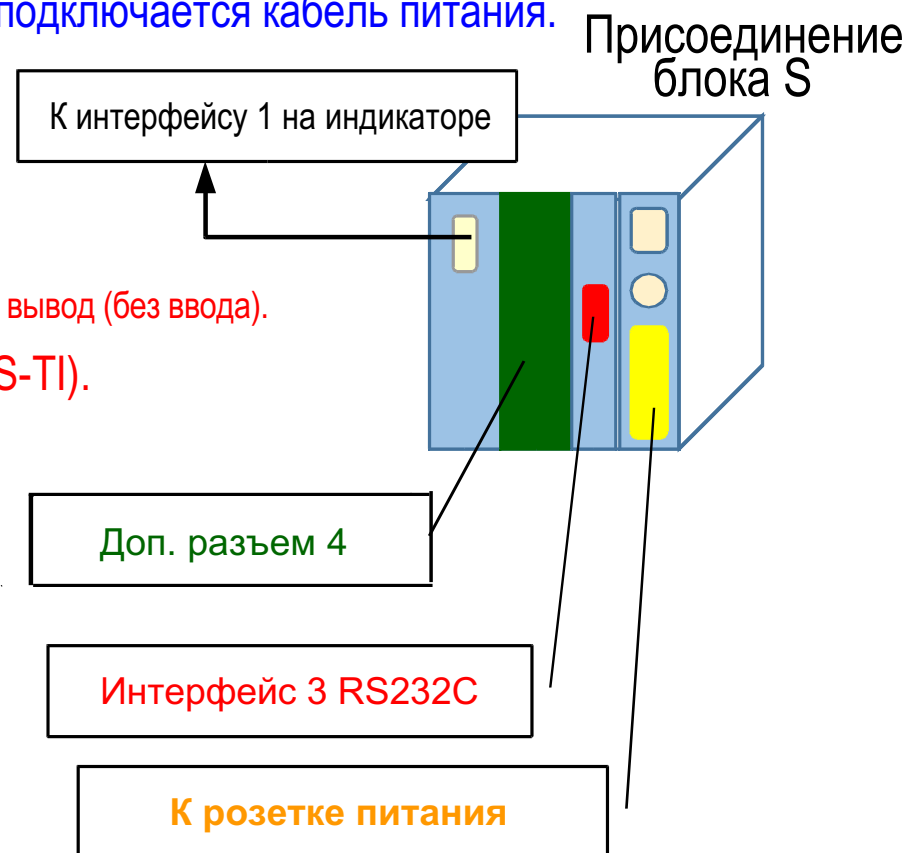 подключается кабель питания.
Присоединение
блока S
К интерфейсу 1 на индикаторе
вывод (без ввода).
S-TI).
Доп. разъем 4
Интерфейс 3 RS232C
К розетке питания